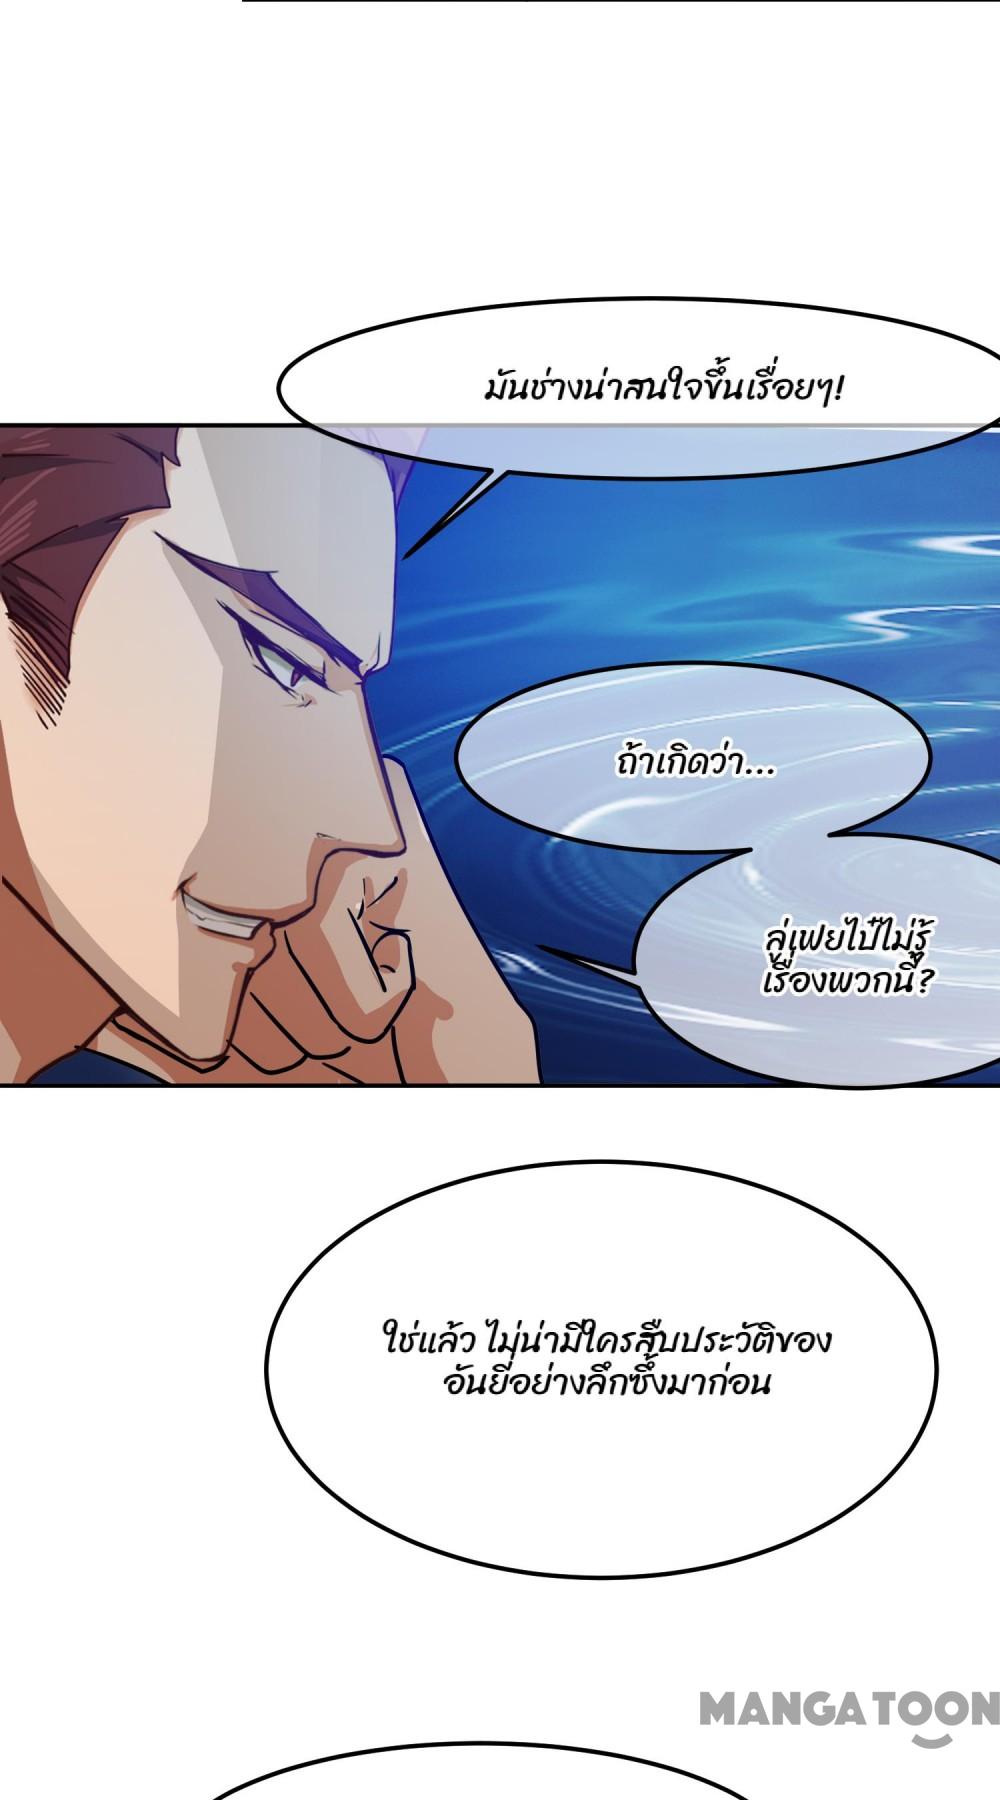 มันช่างน่าสนใจขึ้นเรื่อยๆ!
ถ้าเกิดว่า...
ลู่เฟยไป๋ไม่รู้
เรื่องพวกนี้?
ใช่แล้ว ไม่น่ามีใครสืบประวัติของ
อันยี่อย่างลึกซึ้งมาก่อน
MANGATOON